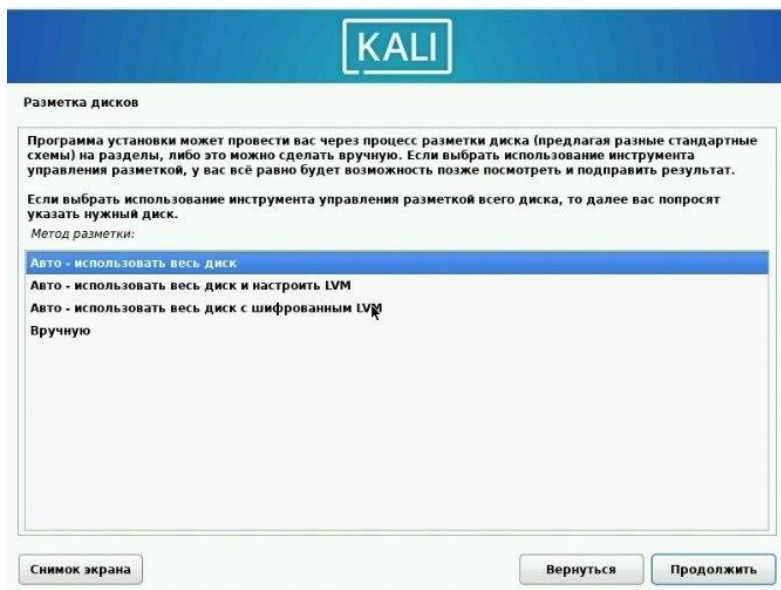 KALI
Разметка дисков
Программа установки может провести вас через процесс разметки диска (предлагая разные стандартные
схемы) на разделы, либо это можно сделать вручную. Если выбрать использование инструмента
управления разметкой, у вас всё равно будет возможность позже посмотреть и подправить результат.
Если выбрать использование инструмента управления разметкой всего диска, то далее вас попросят
указать нужный диск.
Метод разметки:
Авто - использовать весь диск
Авто - использовать весь диск и настроить LVM
Авто - использовать весь диск с шифрованным LVM
Вручную
Снимок экрана
Вернуться
Продолжить